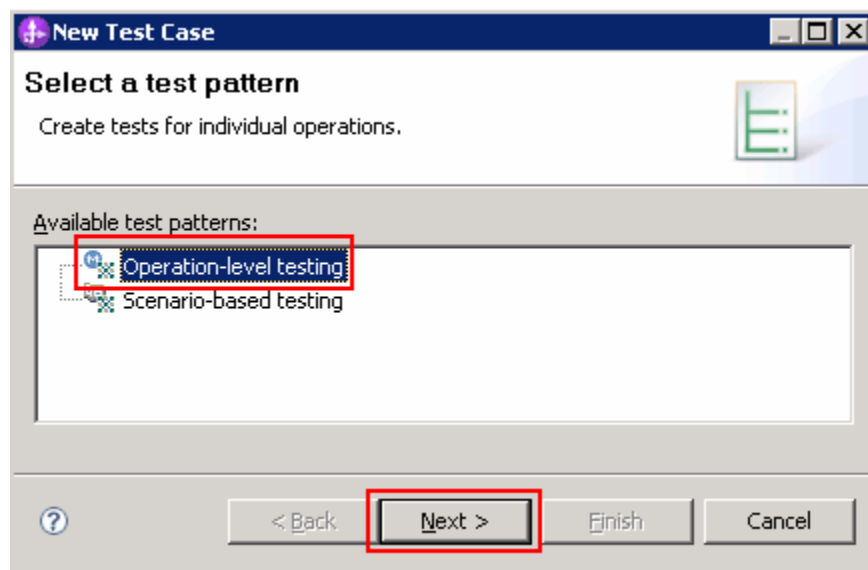 New Test Case
Select a test pattern
Create tests for individual operations.
Available test patterns:
Operation-level testing
Scenario-based testing
< Back Next > Finish Cancel